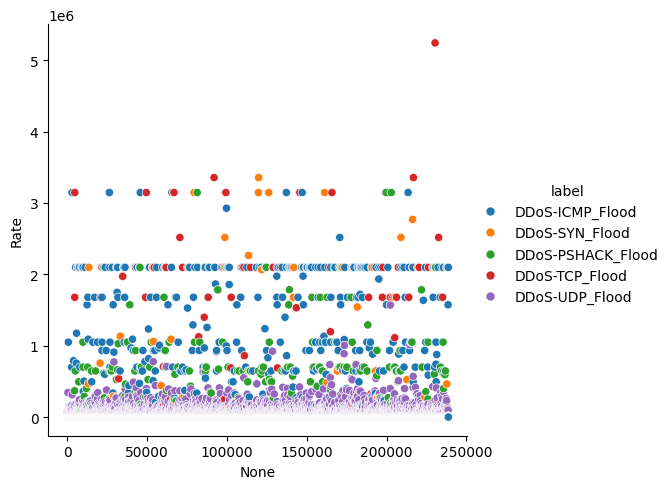 1e6
5
4
3
2
1
0
Rate
0 50000 100000 150000 200000 250000
None
label
DDoS-ICMP_Flood
DDoS-SYN_Flood
DDoS-PSHACK_Flood
DDoS-TCP_Flood
DDoS-UDP_Flood